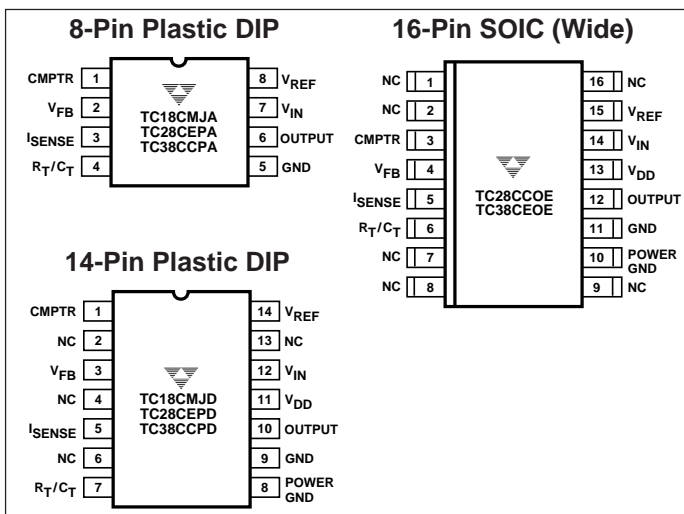 8-Pin Plastic DIP
CMPTR 1
VFB 2
ISENSE 3
RT/CT 4
TC18CMJA
TC28CEPA
TC38CCPA
8 VREF
7 VIN
6 OUTPUT
5 GND
16-Pin SOIC (Wide)
NC 1
NC 2
CMPTR 3
VFB 4
ISENSE 5
RT/CT 6
NC 7
NC 8
TC28CCOE
TC38CEOE
16 NC
15 VREF
14 VIN
13 VDD
12 OUTPUT
11 GND
10 POWER
GND
9 NC
14-Pin Plastic DIP
CMPTR 1
NC 2
VFB 3
NC 4
ISENSE 5
NC 6
RT/CT 7
TC18CMJD
TC28CEPD
TC38CCPD
14 VREF
13 NC
12 VIN
11 VDD
10 OUTPUT
9 GND
8 POWER
GND